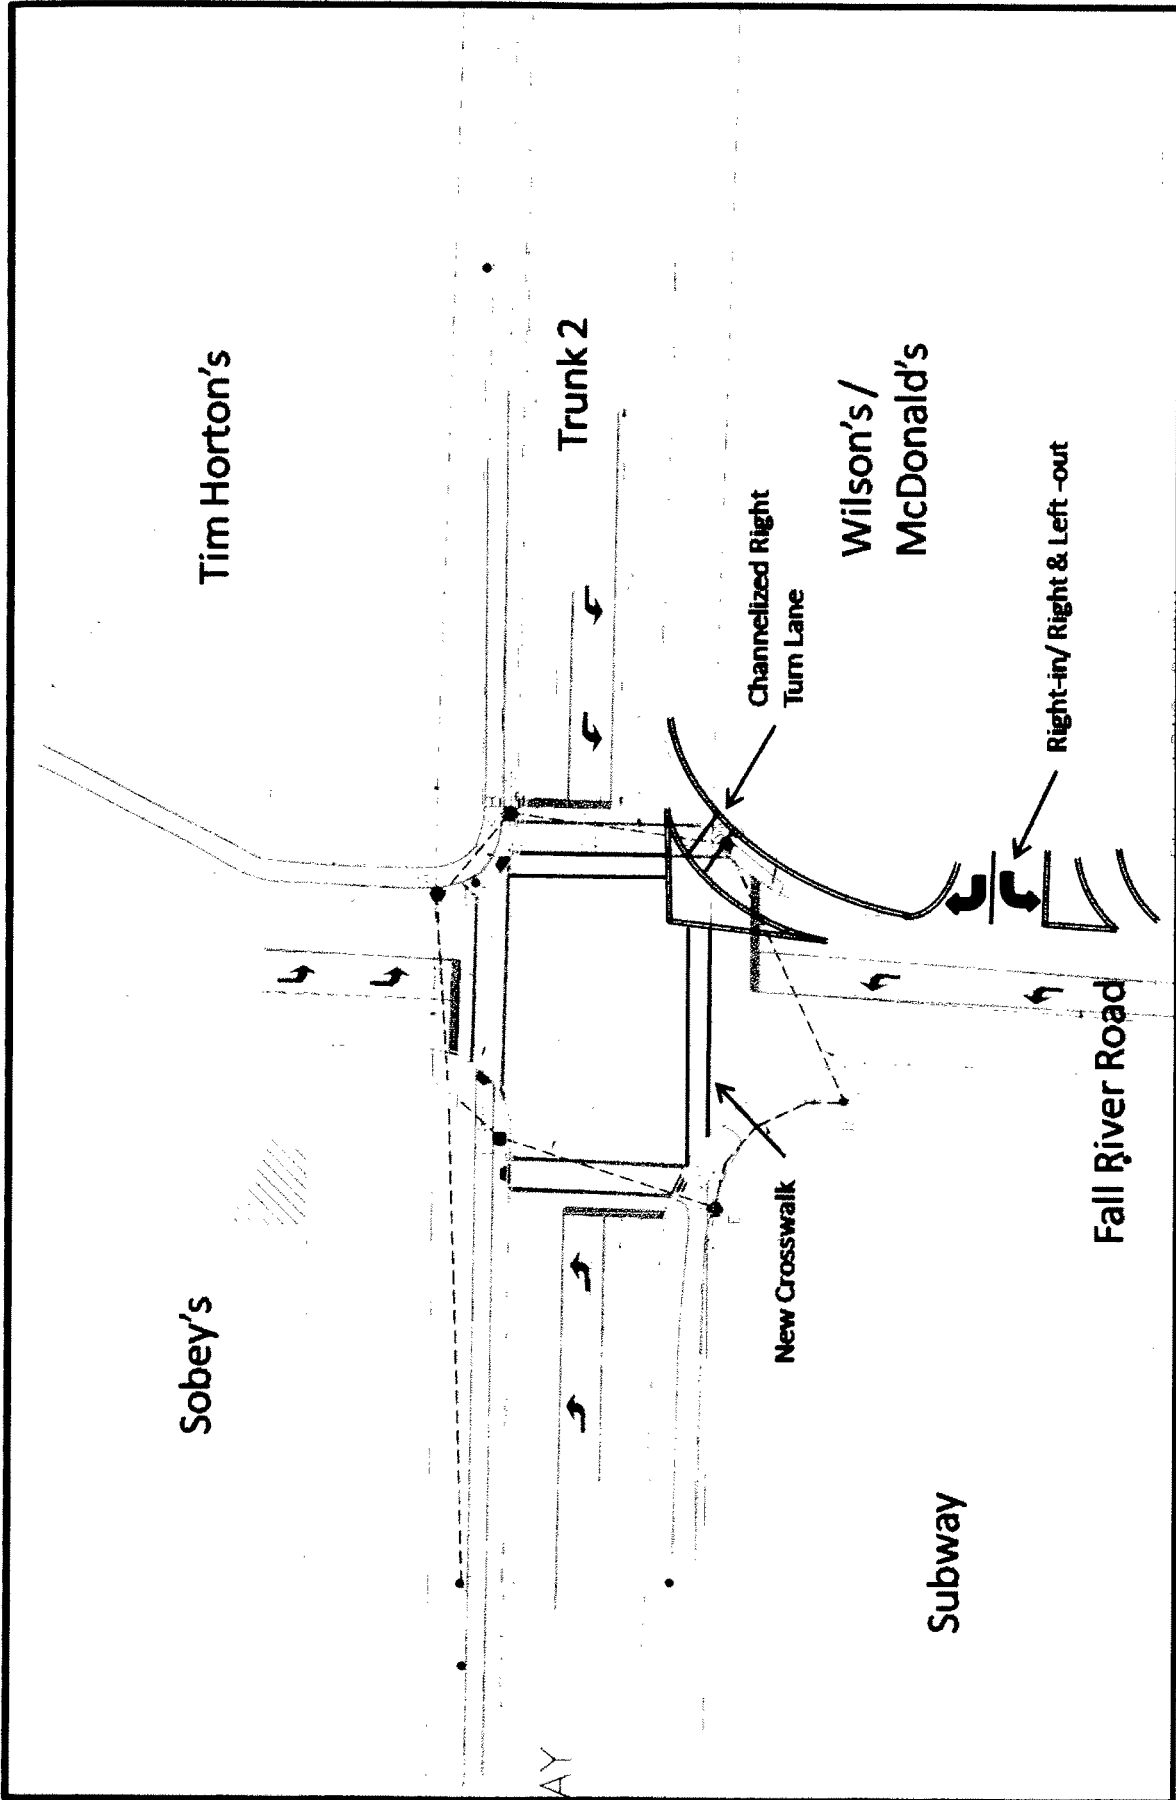 Sobey's
Tim Horton's
AY
Trunk 2
New Crosswalk
Channelized Right
Turn Lane
Wilson's /
McDonald's
Subway
Fall River Road
Right-in/ Right & Left -out